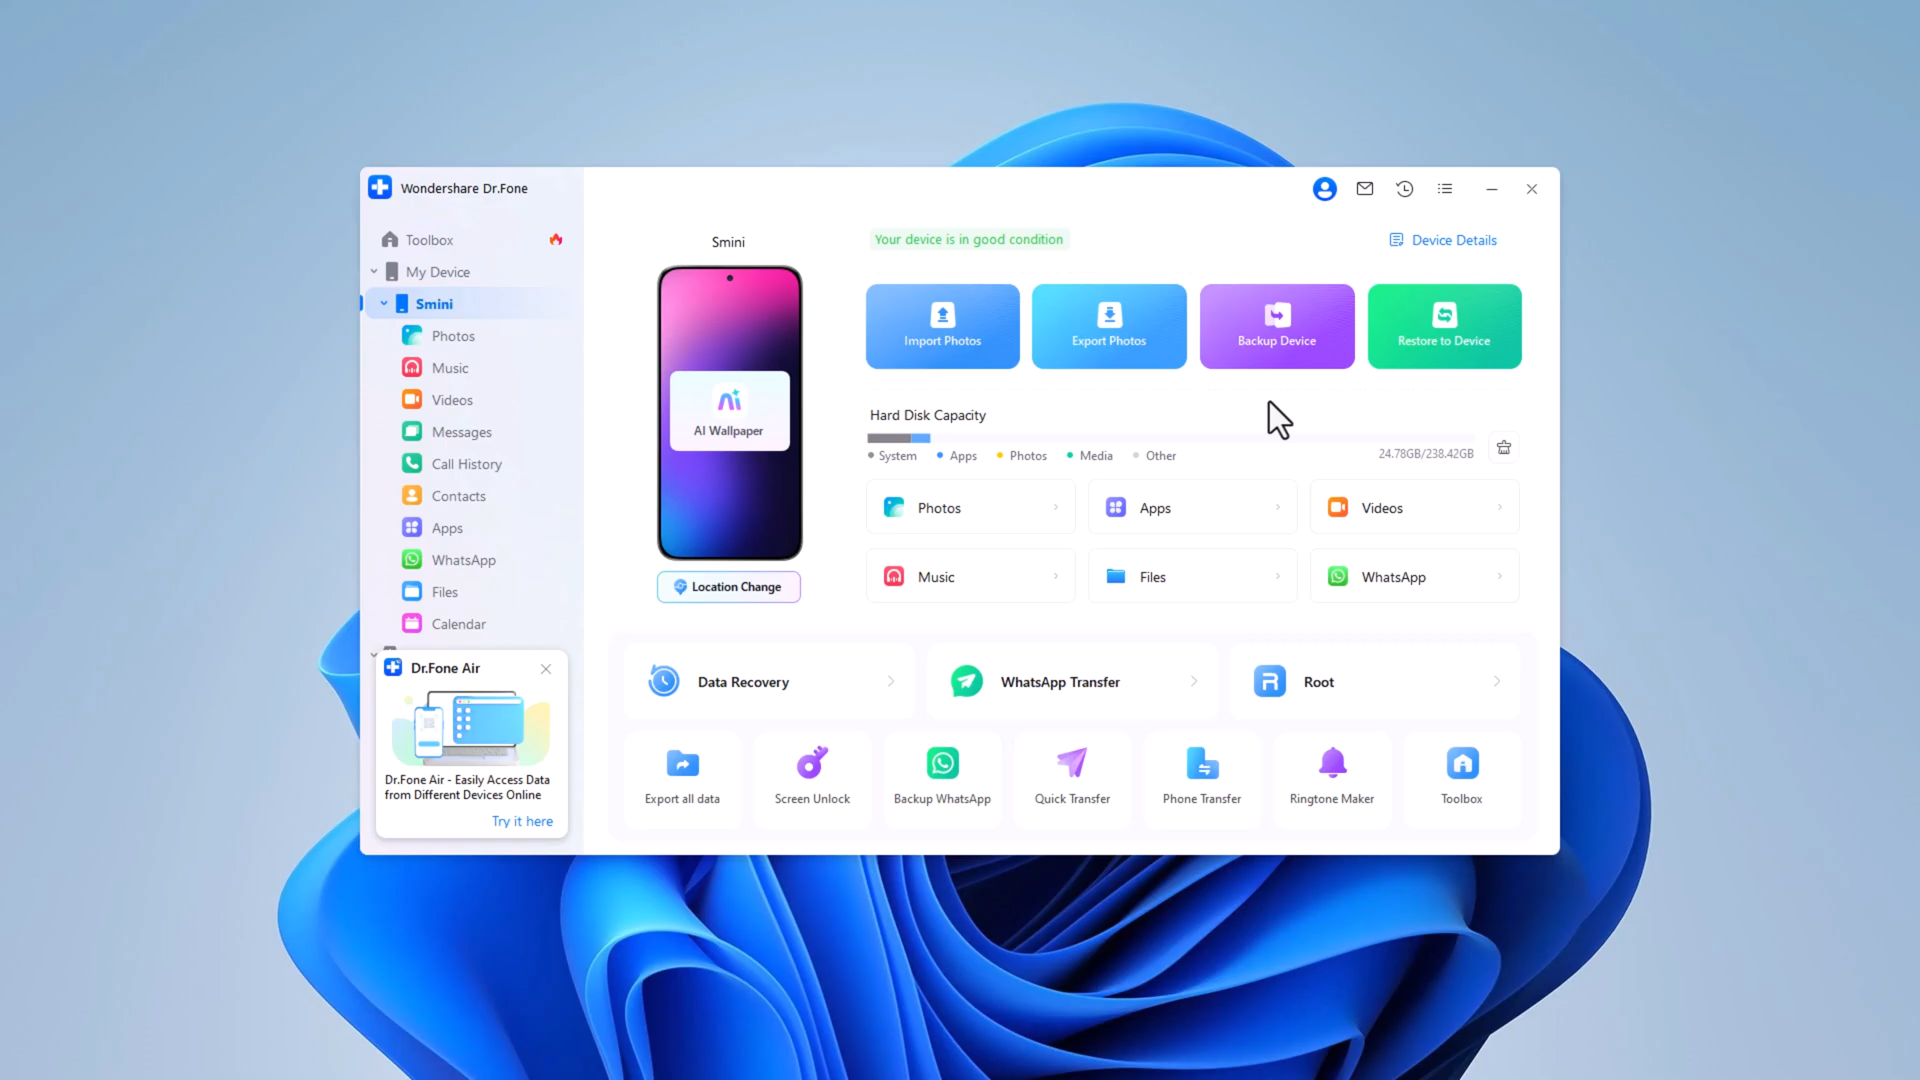 Wondershare Dr.Fone
Toolbox
My Device
Smini
Photos
Music
Videos
Messages
Call History
Contacts
Apps
WhatsApp
Files
Calendar
Dr.Fone Air
Dr.Fone Air - Easily Access Data
from Different Devices Online
Try it here
Smini
AI Wallpaper
Location Change
Your device is in good condition
Device Details
Import Photos
Export Photos
Backup Device
Restore to Device
Hard Disk Capacity
System Apps Photos Media Other
24.78GB/238.42GB
Photos
Apps
Videos
Music
Files
WhatsApp
Data Recovery
WhatsApp Transfer
Root
Export all data
Screen Unlock
Backup WhatsApp
Quick Transfer
Phone Transfer
Ringtone Maker
Toolbox